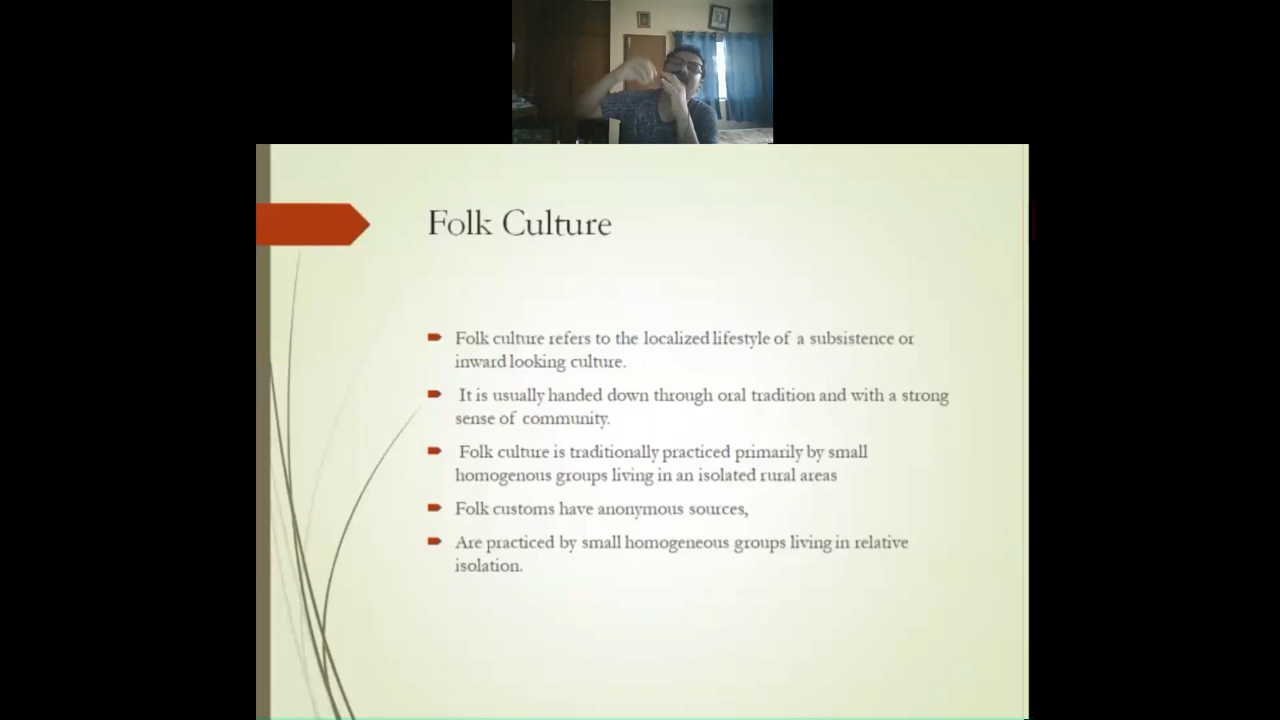 Folk Culture
Folk culture refers to the localized lifestyle of a subsistence or
inward looking culture.
It is usually handed down through oral tradition and with a strong
sense of community.
Folk culture is traditionally practiced primarily by small
homogenous groups living in an isolated rural areas
Folk customs have anonymous sources,
Are practiced by small homogeneous groups living in relative
isolation.